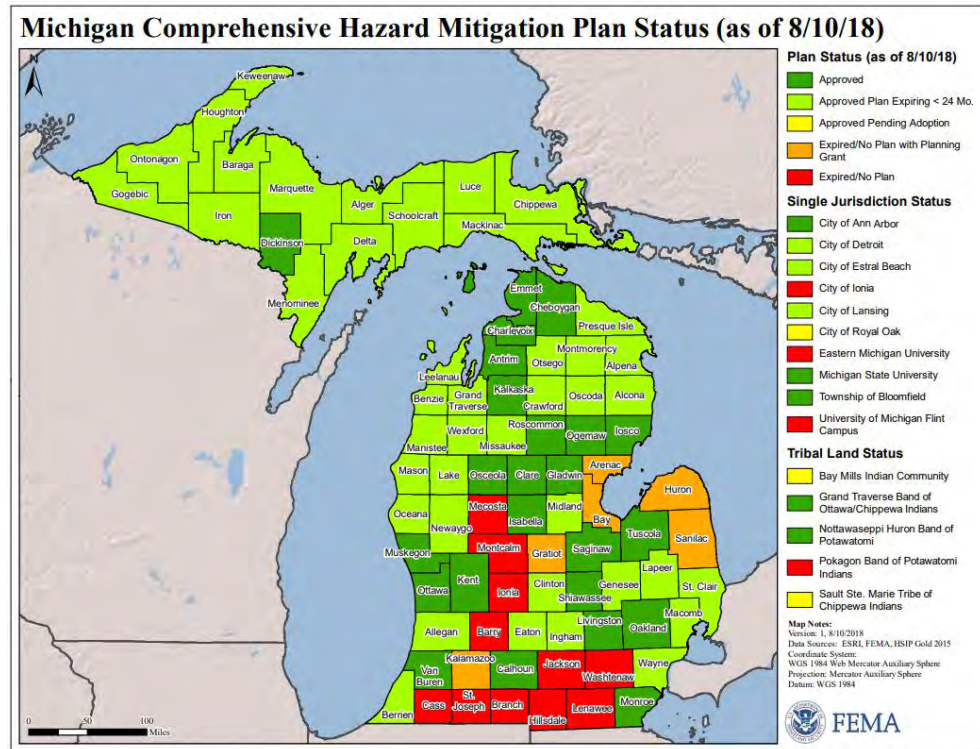 Michigan Comprehensive Hazard Mitigation Plan Status (as of 8/10/18)
N
Keweenaw
Houghton
Ontonagon
Baraga
Gogebic
Marquette
Iron
Alger
Luce
Schoolcraft
Chippewa
Mackinac
Dickinson
Delta
Menominee
Emmet
Cheboygan
Presque Isle
Charlevoix
Antrim
Otsego
Montmorency
Alpena
Leelanau
Benzie
Grand
Traverse
Kalkaska
Crawford
Oscoda
Alcona
Manistee
Wexford
Missaukee
Roscommon
Ogemaw
Iosco
Mason
Lake
Osceola
Clare
Gladwin
Arenac
Huron
Oceana
Newaygo
Mecosta
Isabella
Midland
Bay
Tuscola
Sanilac
Muskegon
Montcalm
Gratiot
Saginaw
Lapeer
Ottawa
Kent
Ionia
Clinton
Shiawassee
Genesee
St. Clair
Allegan
Barry
Eaton
Ingham
Livingston
Oakland
Macomb
Van
Buren
Kalamazoo
Calhoun
Jackson
Washtenaw
Wayne
Berrien
Cass
St.
Joseph
Branch
Hillsdale
Lenawee
Monroe
0 50 100
Miles
Plan Status (as of 8/10/18)
Approved
Approved Plan Expiring < 24 Mo.
Approved Pending Adoption
Expired/No Plan with Planning
Grant
Expired/No Plan
Single Jurisdiction Status
City of Ann Arbor
City of Detroit
City of Estral Beach
City of Ionia
City of Lansing
City of Royal Oak
Eastern Michigan University
Michigan State University
Township of Bloomfield
University of Michigan Flint
Campus
Tribal Land Status
Bay Mills Indian Community
Grand Traverse Band of
Ottawa/Chippewa Indians
Nottawaseppi Huron Band of
Potawatomi
Pokagon Band of Potawatomi
Indians
Sault Ste. Marie Tribe of
Chippewa Indians
Map Notes:
Version: 1, 8/10/2018
Data Sources: ESRI, FEMA, HSIP Gold 2015
Coordinate System:
WGS 1984 Web Mercator Auxiliary Sphere
Projection: Mercator Auxiliary Sphere
Datum: WGS 1984
FEMA